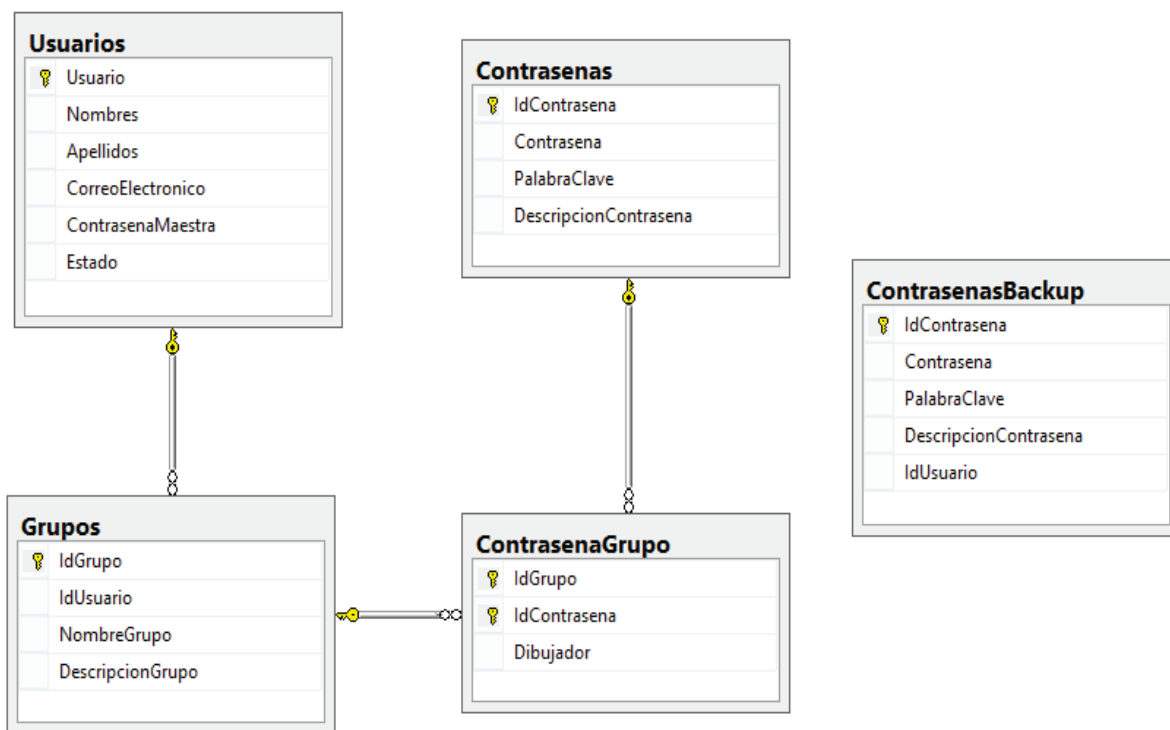 Usuarios
Usuario
Nombres
Apellidos
CorreoElectronico
ContrasenaMaestra
Estado
Contrasenas
IdContrasena
Contrasena
PalabraClave
DescripcionContrasena
ContrasenasBackup
IdContrasena
Contrasena
PalabraClave
DescripcionContrasena
IdUsuario
Grupos
IdGrupo
IdUsuario
NombreGrupo
DescripcionGrupo
ContrasenaGrupo
IdGrupo
IdContrasena
Dibujador